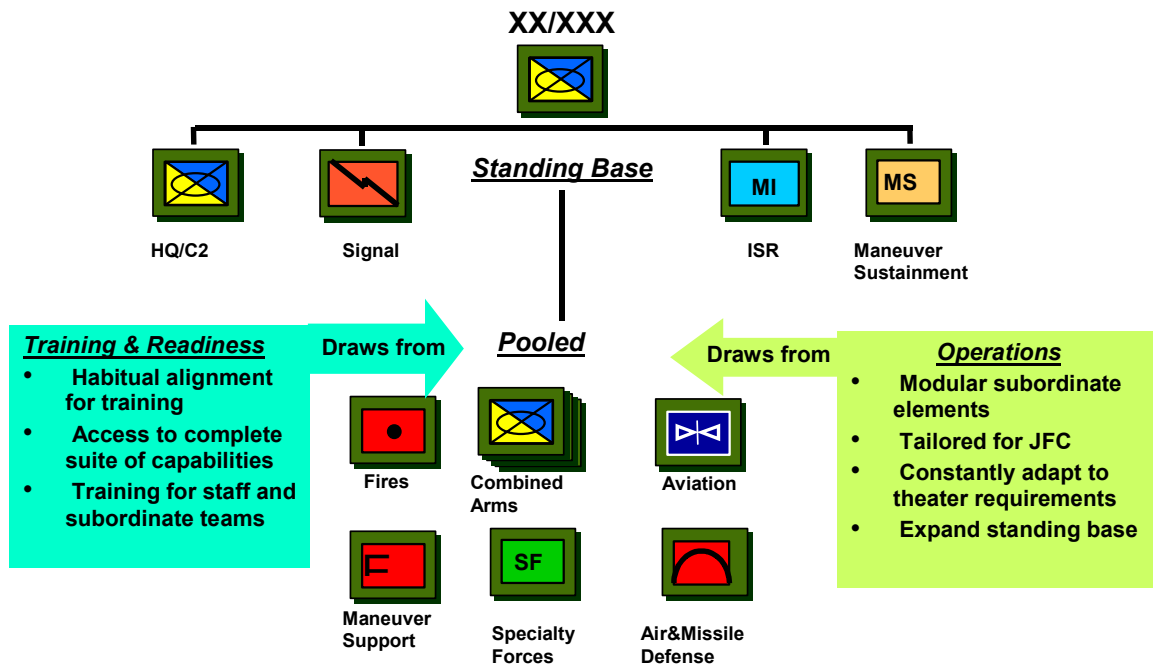 XX/XXX
Standing Base
MI
MS
HQ/C2
Signal
ISR
Maneuver
Sustainment
Training & Readiness
• Habitual alignment
for training
• Access to complete
suite of capabilities
• Training for staff and
subordinate teams
Draws from
Pooled
Draws from
Operations
• Modular subordinate
elements
• Tailored for JFC
• Constantly adapt to
theater requirements
• Expand standing base
Fires
Combined
Arms
Aviation
SF
Maneuver
Support
Specialty
Forces
Air&Missile
Defense